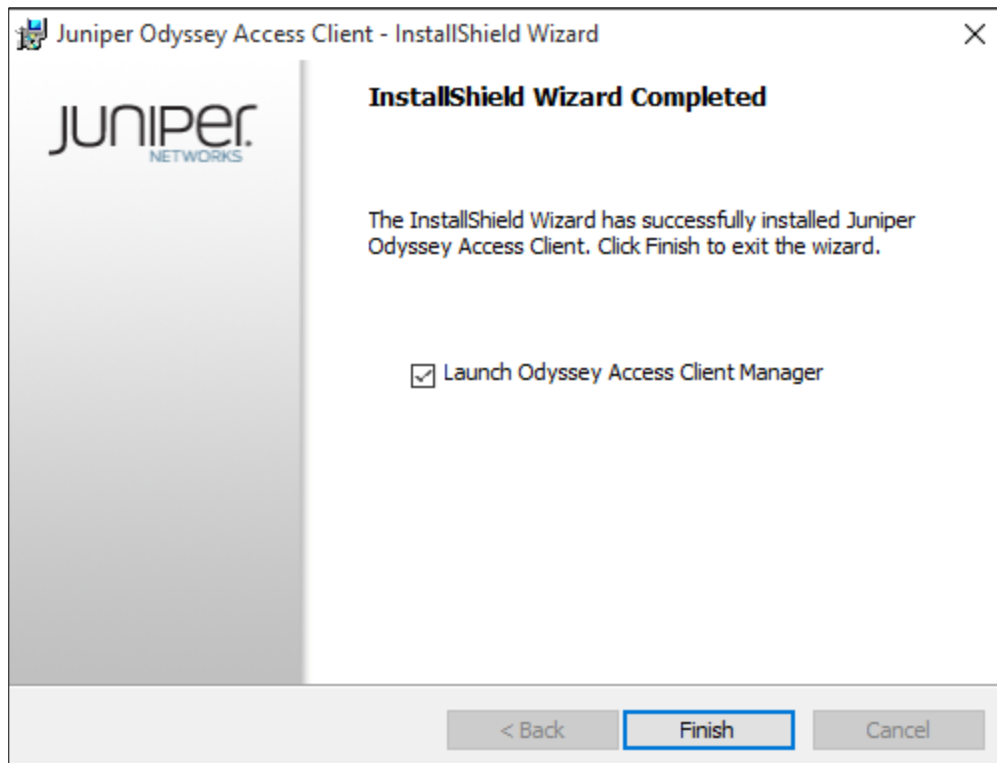 Juniper Odyssey Access Client - InstallShield Wizard
JUNIPer
NETWORKS
InstallShield Wizard Completed
The InstallShield Wizard has successfully installed Juniper
Odyssey Access Client. Click Finish to exit the wizard.
Launch Odyssey Access Client Manager
< Back
Finish
Cancel